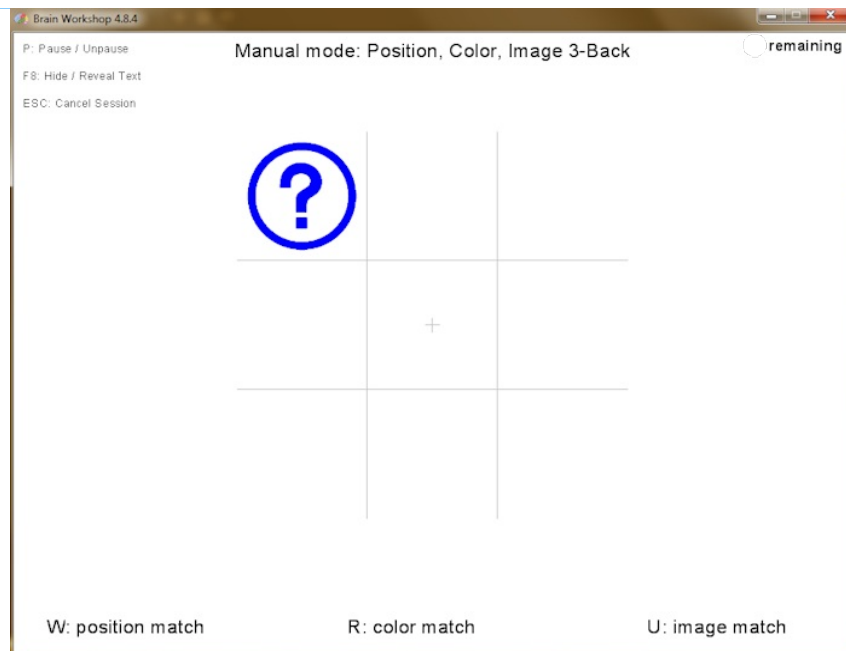 Brain Workshop 4.8.4
P: Pause / Unpause
F8: Hide / Reveal Text
ESC: Cancel Session
Manual mode: Position, Color, Image 3-Back
remaining
?
W: position match
R: color match
U: image match